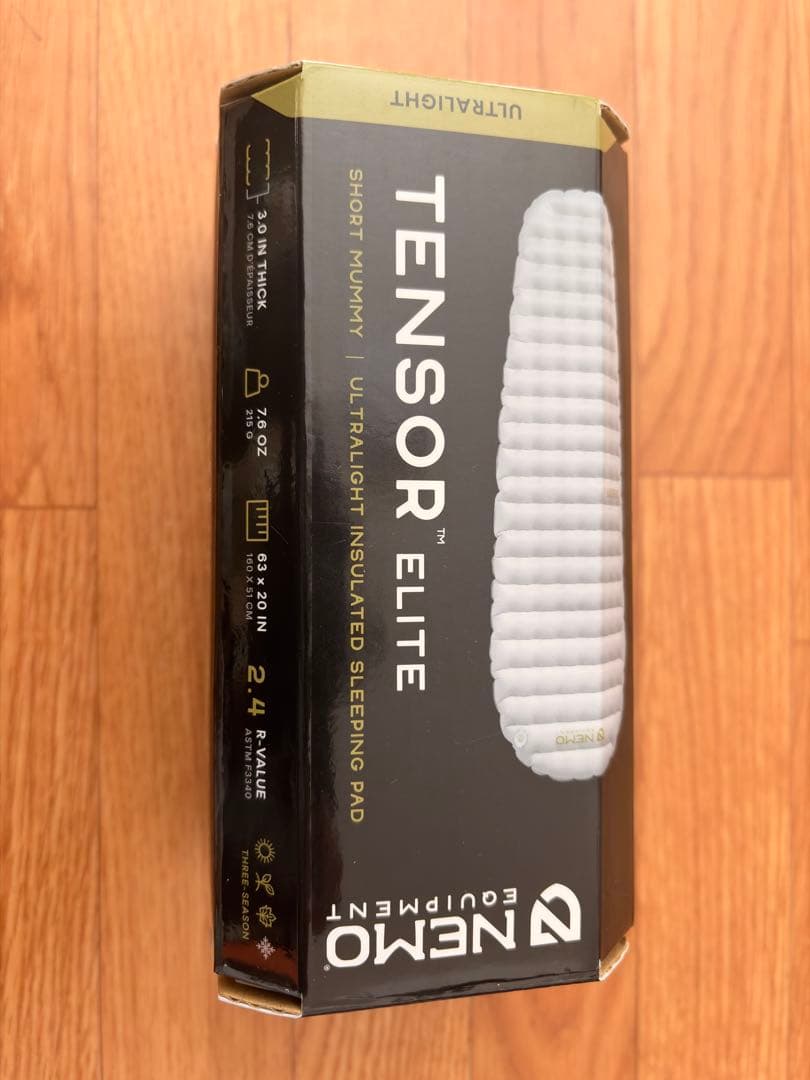 ULTRALIGHT
TENSOR™ ELITE
SHORT MUMMY | ULTRALIGHT INSULATED SLEEPING PAD
NEMO
NEMO®
EQUIPMENT
3.0 IN THICK
7.6 CM D'ÉPAISSEUR
7.6 OZ
215 G
63 x 20 IN
160 X 51 CM
2.4 R-VALUE
ASTM F3340
THREE-SEASON